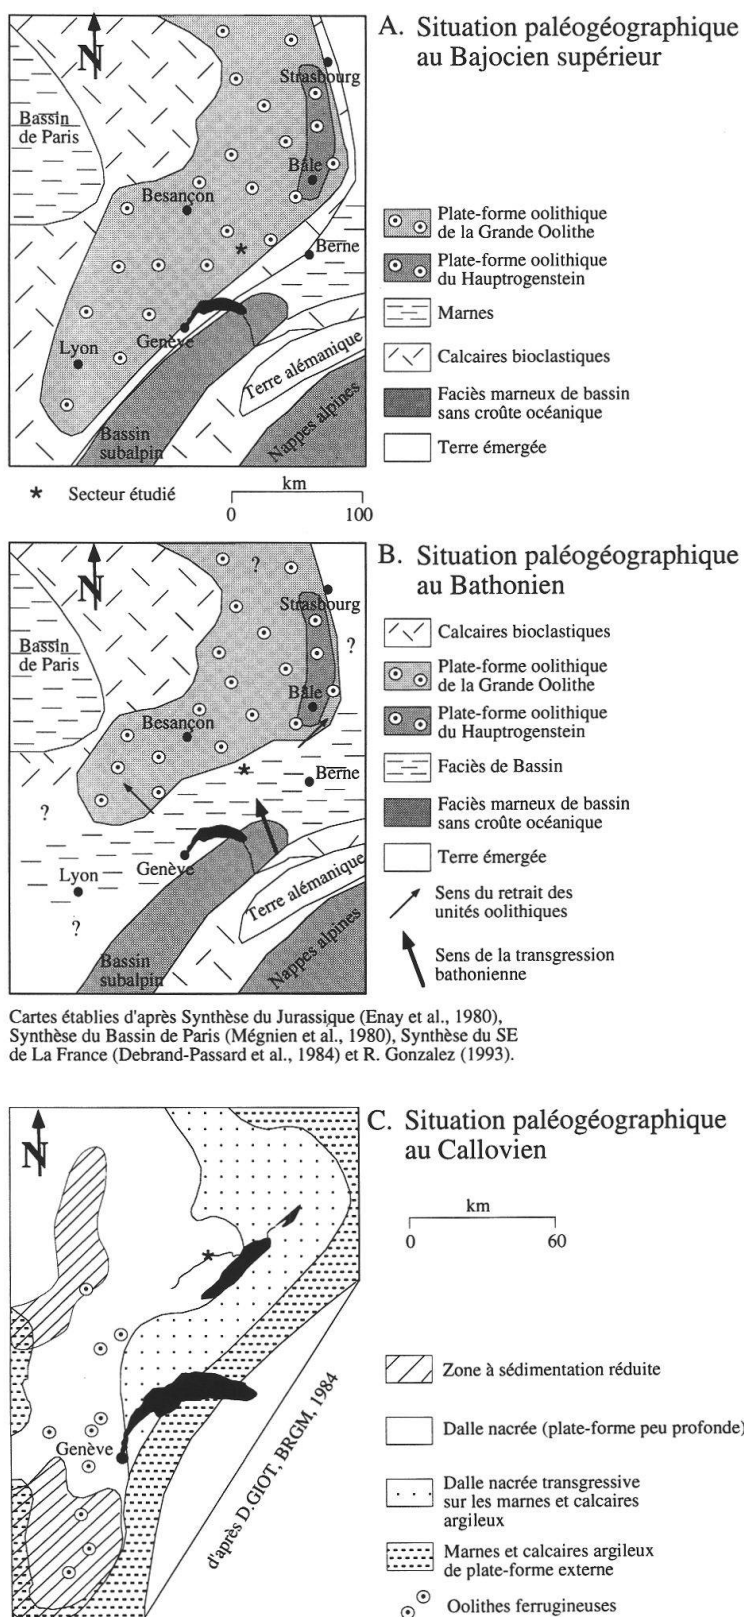 A. Situation paléogéographique
au Bajocien supérieur
N
Strasbourg
Bassin
de Paris
Bâle
Besançon
Berne
Genève
Lyon
Terre alémanique
Bassin
subalpin
Nappes alpines
Plate-forme oolithique
de la Grande Oolithe
Plate-forme oolithique
du Hauptrogenstein
Marnes
Calcaires bioclastiques
Faciès marneux de bassin
sans croûte océanique
Terre émergée
* Secteur étudié
km
0 100
B. Situation paléogéographique
au Bathonien
N
?
Strasbourg
Bassin
de Paris
?
Bâle
Besançon
*
Berne
?
Genève
Lyon
Terre alémanique
?
Bassin
subalpin
Nappes alpines
Calcaires bioclastiques
Plate-forme oolithique
de la Grande Oolithe
Plate-forme oolithique
du Hauptrogenstein
Faciès de Bassin
Faciès marneux de bassin
sans croûte océanique
Terre émergée
Sens du retrait des
unités oolithiques
Sens de la transgression
bathonienne
Cartes établies d'après Synthèse du Jurassique (Enay et al., 1980),
Synthèse du Bassin de Paris (Mégnien et al., 1980), Synthèse du SE
de La France (Debrand-Passard et al., 1984) et R. Gonzalez (1993).
C. Situation paléogéographique
au Callovien
N
*
Genève
d'après D.GIOT, BRGM, 1984
km
0 60
Zone à sédimentation réduite
Dalle nacrée (plate-forme peu profonde)
Dalle nacrée transgressive
sur les marnes et calcaires
argileux
Marnes et calcaires argileux
de plate-forme externe
Oolithes ferrugineuses